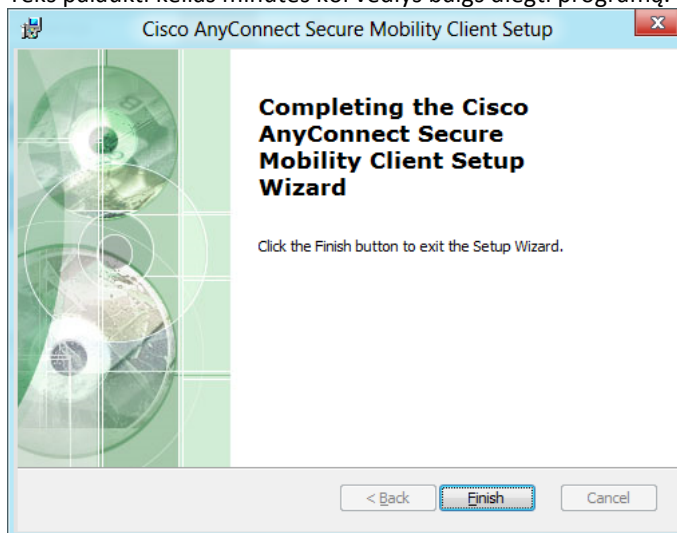 Teks palaukti kelias minutes kol vedlys baigs diegti programą.
Cisco AnyConnect Secure Mobility Client Setup
x
Completing the Cisco
AnyConnect Secure
Mobility Client Setup
Wizard
Click the Finish button to exit the Setup Wizard.
< Back Finish Cancel